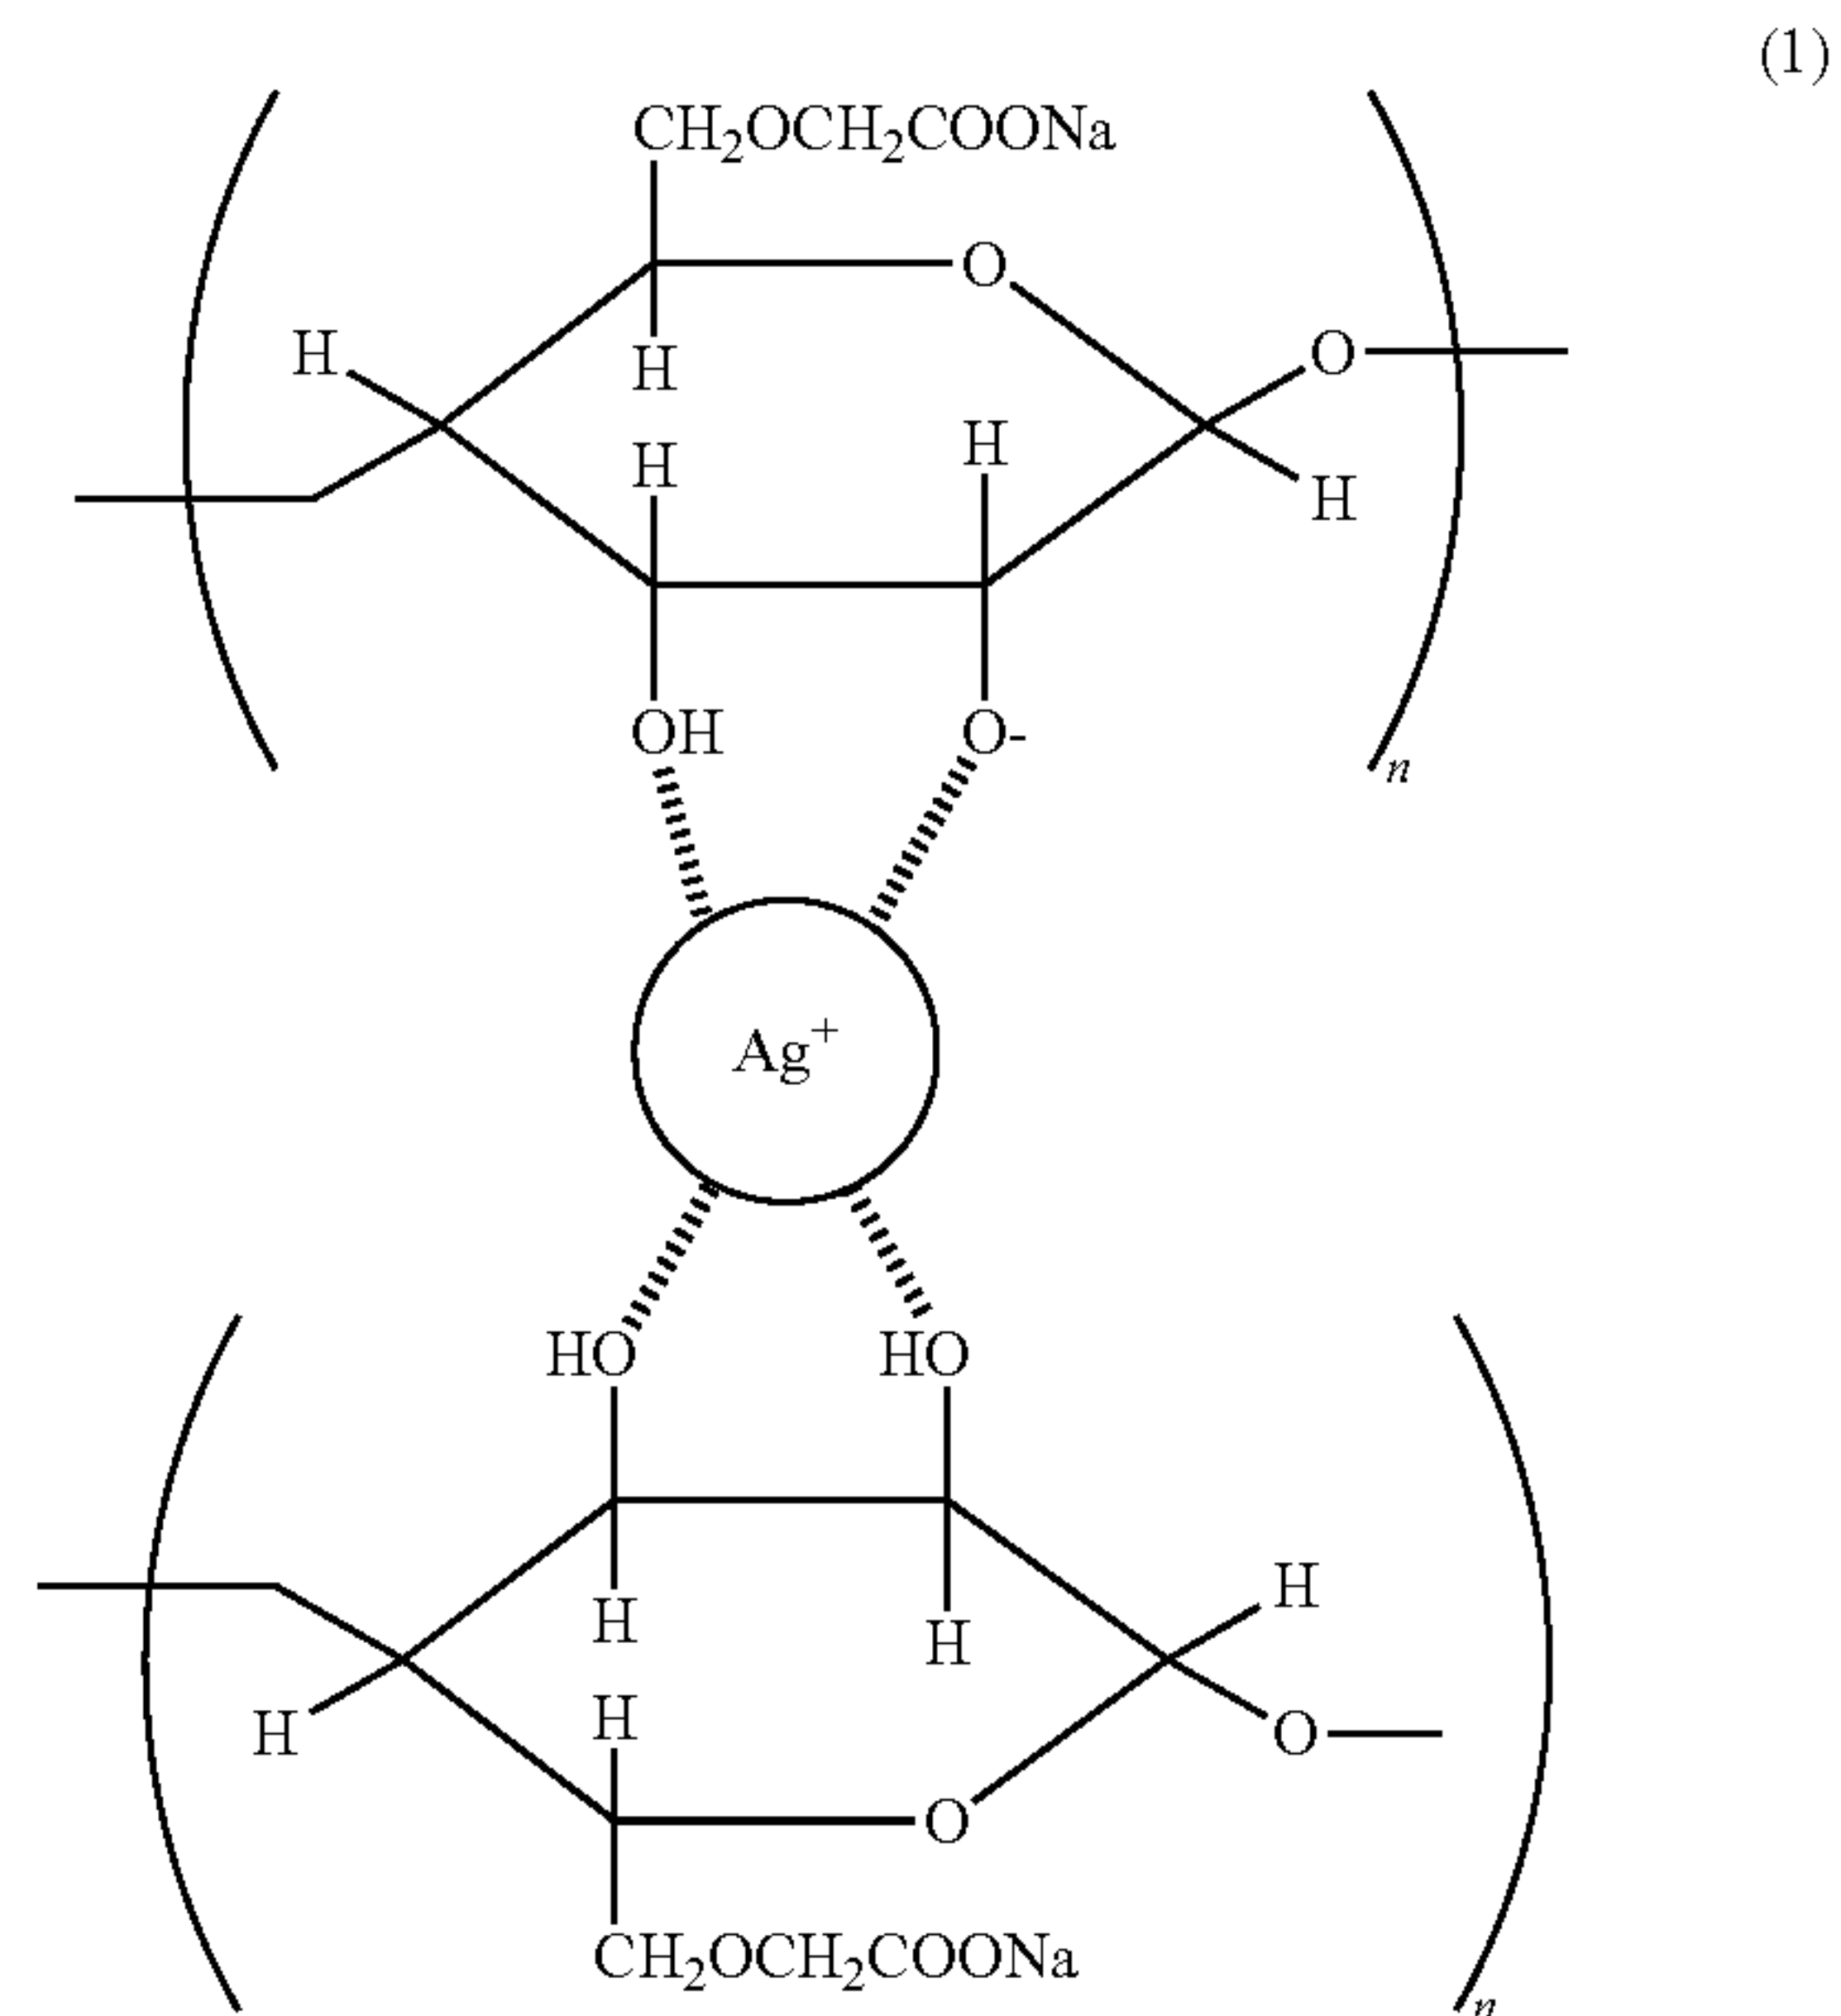 (1)
CH₂OCH₂COONa
O
H O
H
H H
H
OH O-
n
Ag⁺
HO HO
H
H H
H
H O
O
CH₂OCH₂COONa
n